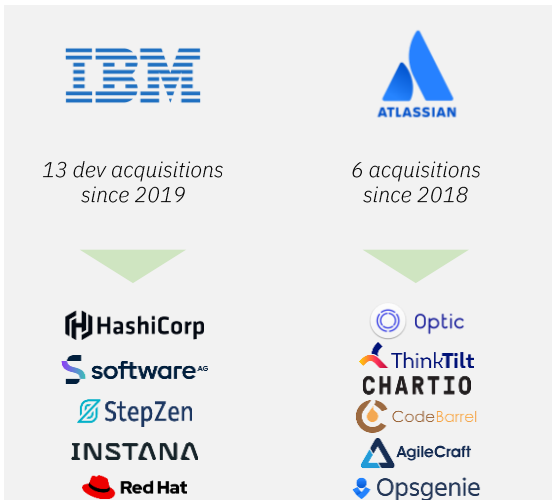 IBM
ATLASSIAN
13 dev acquisitions
since 2019
6 acquisitions
since 2018
HashiCorp
software AG
StepZen
INSTANA
Red Hat
Optic
ThinkTilt
CHARTIO
CodeBarrel
AgileCraft
Opsgenie